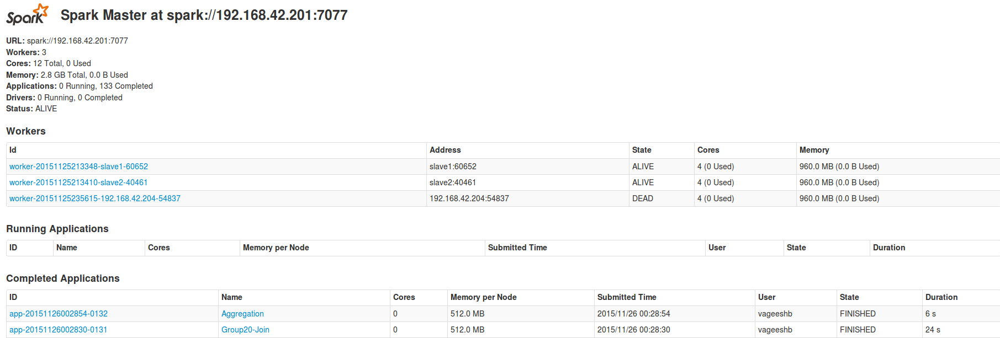 Spark Spark Master at spark://192.168.42.201:7077
URL: spark://192.168.42.201:7077
Workers: 3
Cores: 12 Total, 0 Used
Memory: 2.8 GB Total, 0.0 B Used
Applications: 0 Running, 133 Completed
Drivers: 0 Running, 0 Completed
Status: ALIVE
Workers
Id Address State Cores Memory
worker-20151125213348-slave1-60652 slave1:60652 ALIVE 4 (0 Used) 960.0 MB (0.0 B Used)
worker-20151125213410-slave2-40461 slave2:40461 ALIVE 4 (0 Used) 960.0 MB (0.0 B Used)
worker-20151125235615-192.168.42.204-54837 192.168.42.204:54837 DEAD 4 (0 Used) 960.0 MB (0.0 B Used)
Running Applications
ID Name Cores Memory per Node Submitted Time User State Duration
Completed Applications
ID Name Cores Memory per Node Submitted Time User State Duration
app-20151126002854-0132 Aggregation 0 512.0 MB 2015/11/26 00:28:54 vageeshb FINISHED 6 s
app-20151126002830-0131 Group20-Join 0 512.0 MB 2015/11/26 00:28:30 vageeshb FINISHED 24 s